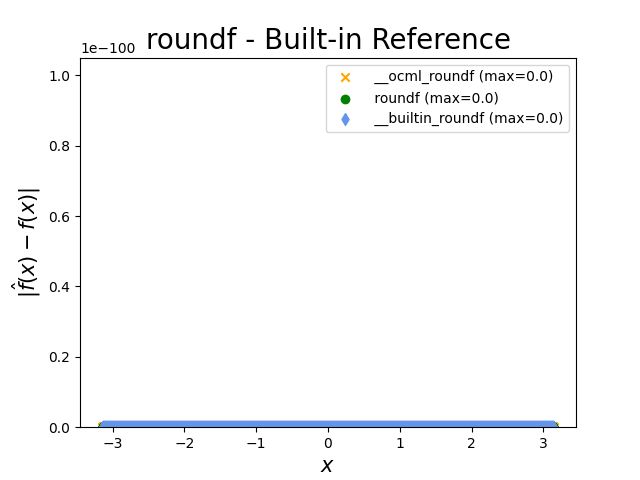 roundf - Built-in Reference
1e−100
__ocml_roundf (max=0.0)
roundf (max=0.0)
__builtin_roundf (max=0.0)
1.0
0.8
0.6
0.4
0.2
0.0
|f̂(x) − f(x)|
−3
−2
−1
0
1
2
3
x